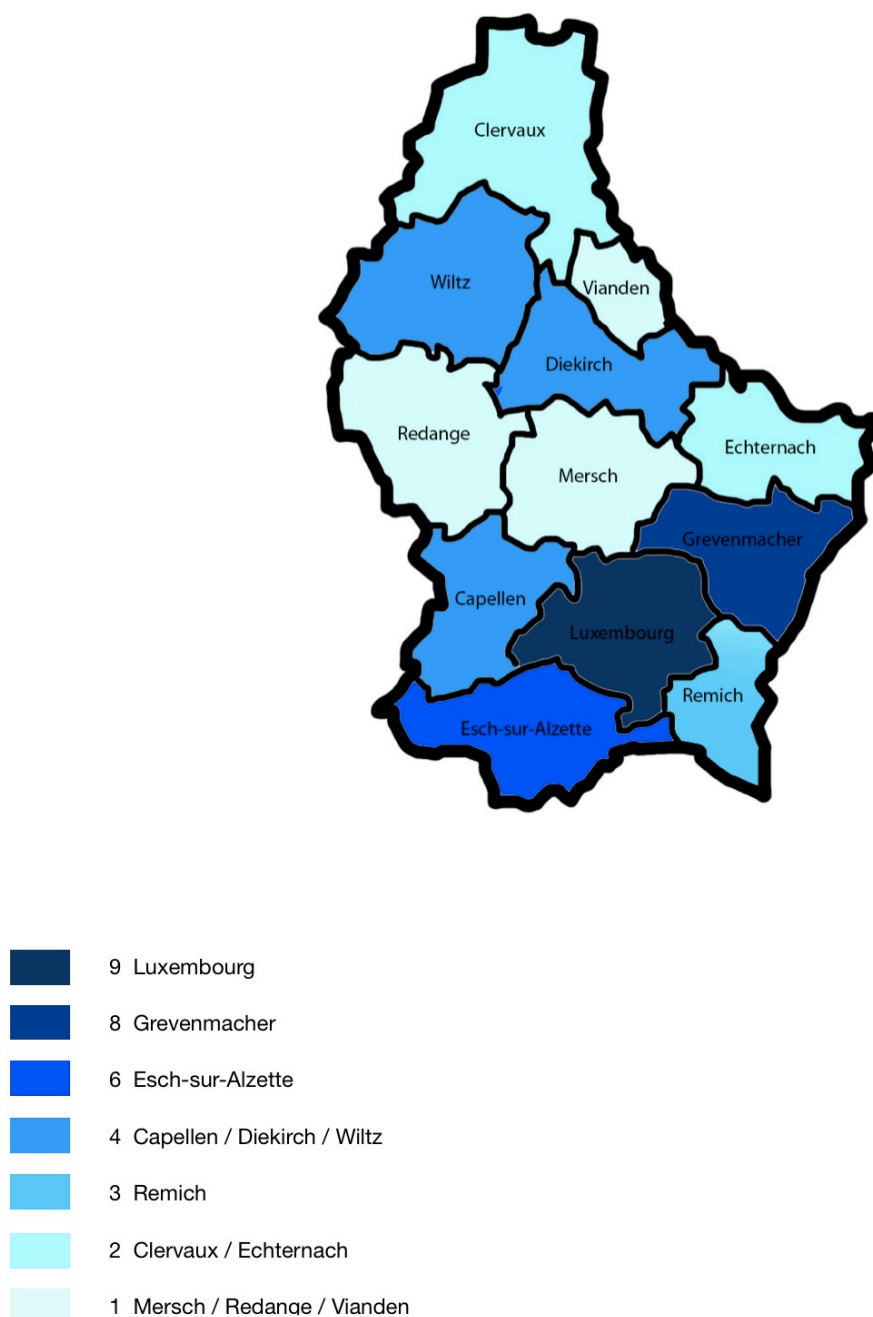 Clervaux
Wiltz
Vianden
Diekirch
Redange
Echternach
Mersch
Grevenmacher
Capellen
Luxembourg
Remich
Esch-sur-Alzette
9 Luxembourg
8 Grevenmacher
6 Esch-sur-Alzette
4 Capellen / Diekirch / Wiltz
3 Remich
2 Clervaux / Echternach
1 Mersch / Redange / Vianden